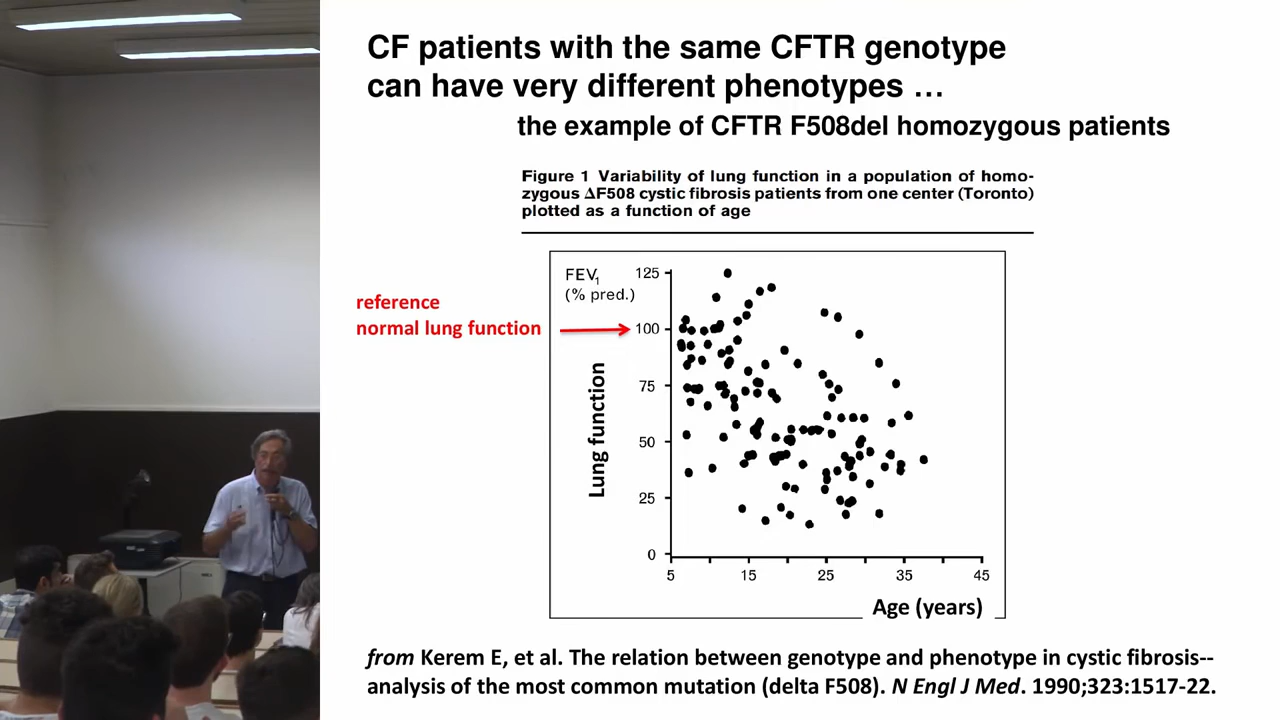 CF patients with the same CFTR genotype
can have very different phenotypes …
the example of CFTR F508del homozygous patients
Figure 1 Variability of lung function in a population of homo-
zygous ΔF508 cystic fibrosis patients from one center (Toronto)
plotted as a function of age
FEV1
(% pred.)
125
reference
normal lung function
100
75
50
25
0
Lung function
5 15 25 35 45
Age (years)
from Kerem E, et al. The relation between genotype and phenotype in cystic fibrosis--
analysis of the most common mutation (delta F508). N Engl J Med. 1990;323:1517-22.